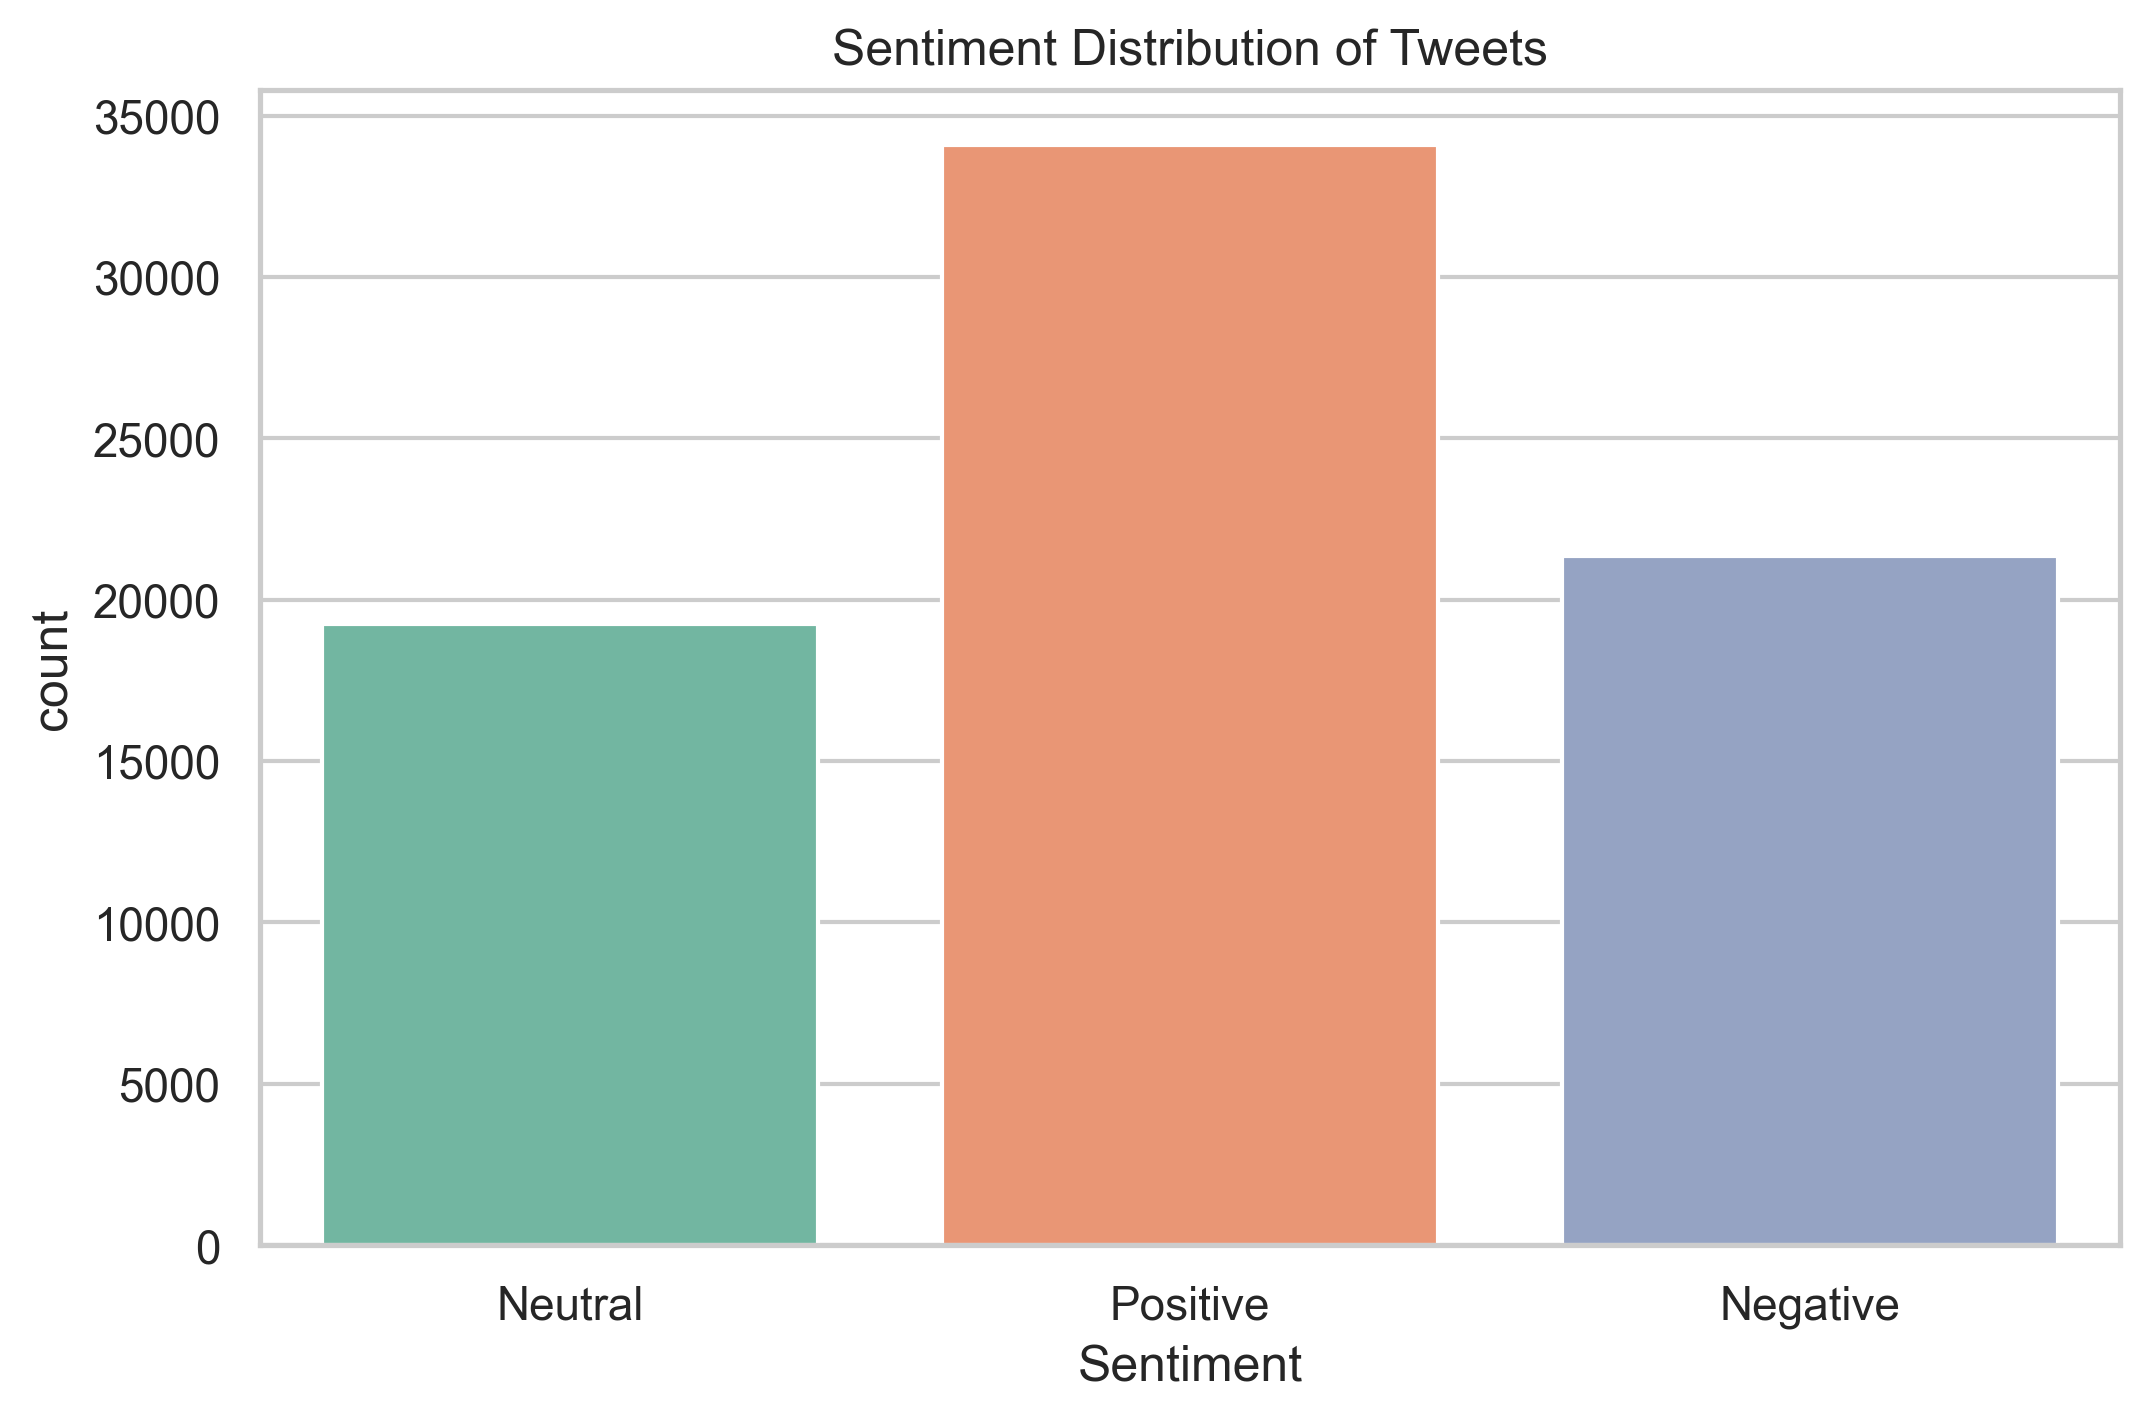 Sentiment Distribution of Tweets
35000
30000
25000
20000
15000
10000
5000
0
count
Neutral
Positive
Negative
Sentiment